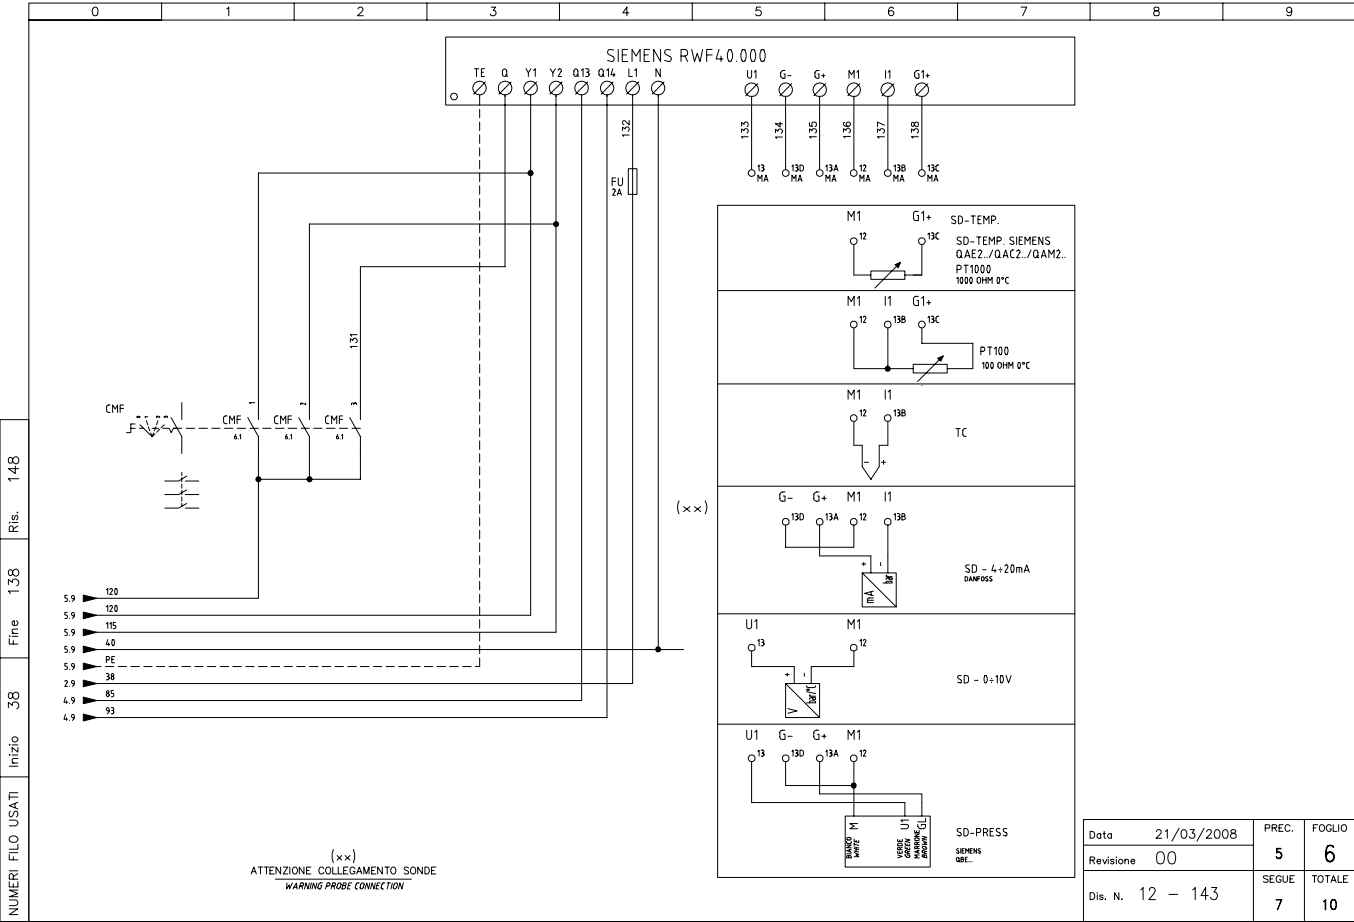 0 1 2 3 4 5 6 7 8 9
SIEMENS RWF40.000
TE Q Y1 Y2 Q13 Q14 L1 N U1 G- G+ M1 I1 G1+
132 133 134 135 136 137 138
FU
2A
13 13D 13A 12 13B 13C
MA MA MA MA MA MA
M1 G1+ SD-TEMP.
12 13C
SD-TEMP. SIEMENS
QAE2../QAC2../QAM2..
PT1000
1000 OHM 0°C
M1 I1 G1+
12 13B 13C
PT100
100 OHM 0°C
131
M1 I1
12 13B
TC
- +
CMF
1 2 3
CMF CMF CMF
6.1 6.1 6.1
(xx)
G- G+ M1 I1
13D 13A 12 13B
+ -
mA bar
SD - 4÷20mA
DANFOSS
U1 M1
13 12
+ -
V bar/°C
SD - 0÷10V
U1 G- G+ M1
13 13D 13A 12
M U1 GL
BIANCO
WHITE
VERDE
GREEN
MARRONE
BROWN
SD-PRESS
SIEMENS
QBE...
5.9 120
5.9 120
5.9 115
5.9 40
5.9 PE
2.9 38
4.9 85
4.9 93
(xx)
ATTENZIONE COLLEGAMENTO SONDE
WARNING PROBE CONNECTION
NUMERI FILO USATI
Inizio 38
Fine 138
Ris. 148
Data 21/03/2008
Revisione 00
Dis. N. 12 - 143
PREC.
5
FOGLIO
6
SEGUE
7
TOTALE
10